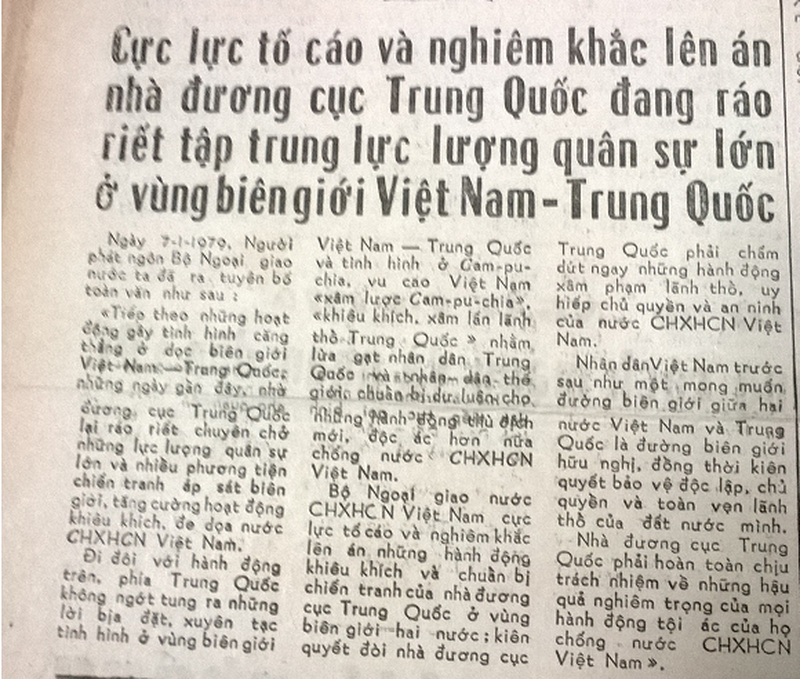 Cực lực tố cáo và nghiêm khắc lên án
nhà đương cục Trung Quốc đang ráo
riết tập trung lực lượng quân sự lớn
ở vùng biên giới Việt Nam – Trung Quốc
Ngày 7-1-1979, Người
phát ngôn Bộ Ngoại giao
nước ta đã ra tuyên bố
toàn văn như sau :
«Tiếp theo những hoạt
động gây tình hình căng
thẳng ở dọc biên giới
Việt Nam — Trung Quốc,
những ngày gần đây, nhà
đương cục Trung Quốc
lại ráo riết chuyên chở
những lực lượng quân sự
lớn và nhiều phương tiện
chiến tranh áp sát biên
giới, tăng cường hoạt động
khiêu khích, đe dọa nước
CHXHCN Việt Nam.
Đi đôi với hành động
trên, phía Trung Quốc
không ngớt tung ra những
lời bịa đặt, xuyên tạc
tình hình ở vùng biên giới
Việt Nam — Trung Quốc
và tình hình ở Cam-pu-
chia, vu cáo Việt Nam
«xâm lược Cam-pu-chia»,
«khiêu khích, xâm lấn lãnh
thổ Trung Quốc » nhằm
lừa gạt nhân dân Trung
Quốc và nhân dân thế
giới, chuẩn bị dư luận cho
những hành động thù địch
mới, độc ác hơn nữa
chống nước CHXHCN
Việt Nam.
Bộ Ngoại giao nước
CHXHCN Việt Nam cực
lực tố cáo và nghiêm khắc
lên án những hành động
khiêu khích và chuẩn bị
chiến tranh của nhà đương
cục Trung Quốc ở vùng
biên giới hai nước ; kiên
quyết đòi nhà đương cục
Trung Quốc phải chấm
dứt ngay những hành động
xâm phạm lãnh thổ, uy
hiếp chủ quyền và an ninh
của nước CHXHCN Việt
Nam.
Nhân dân Việt Nam trước
sau như một mong muốn
đường biên giới giữa hai
nước Việt Nam và Trung
Quốc là đường biên giới
hữu nghị, đồng thời kiên
quyết bảo vệ độc lập, chủ
quyền và toàn vẹn lãnh
thổ của đất nước mình.
Nhà đương cục Trung
Quốc phải hoàn toàn chịu
trách nhiệm về những hậu
quả nghiêm trọng của mọi
hành động tội ác của họ
chống nước CHXHCN
Việt Nam ».